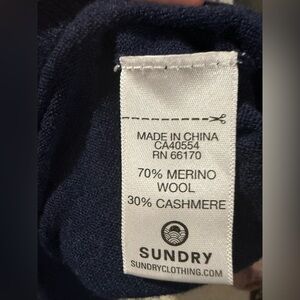 MADE IN CHINA
CA40554
RN 66170
70% MERINO
WOOL
30% CASHMERE
SUNDRY
SUNDRYCLOTHING.COM